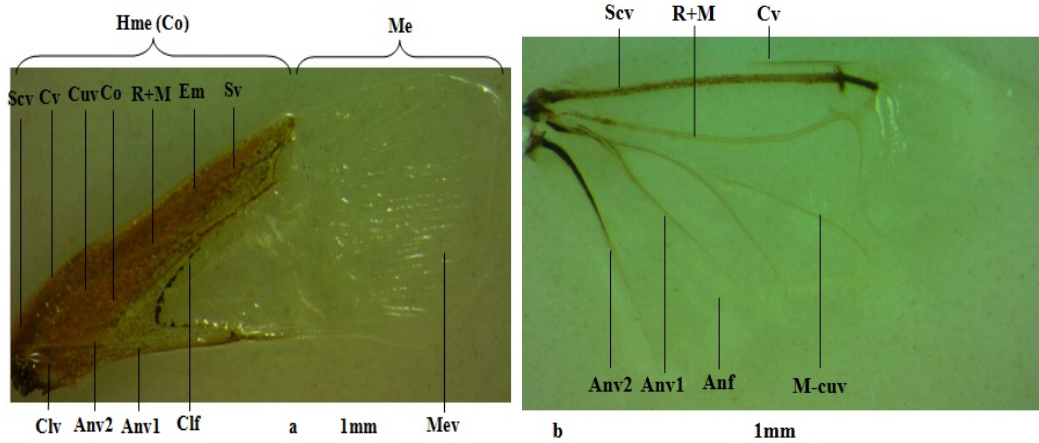 Hme (Co) Me
Scv Cv Cuv Co R+M Em Sv
Clv Anv2 Anv1 Clf a 1mm Mev
Scv R+M Cv
Anv2 Anv1 Anf M-cuv
b 1mm